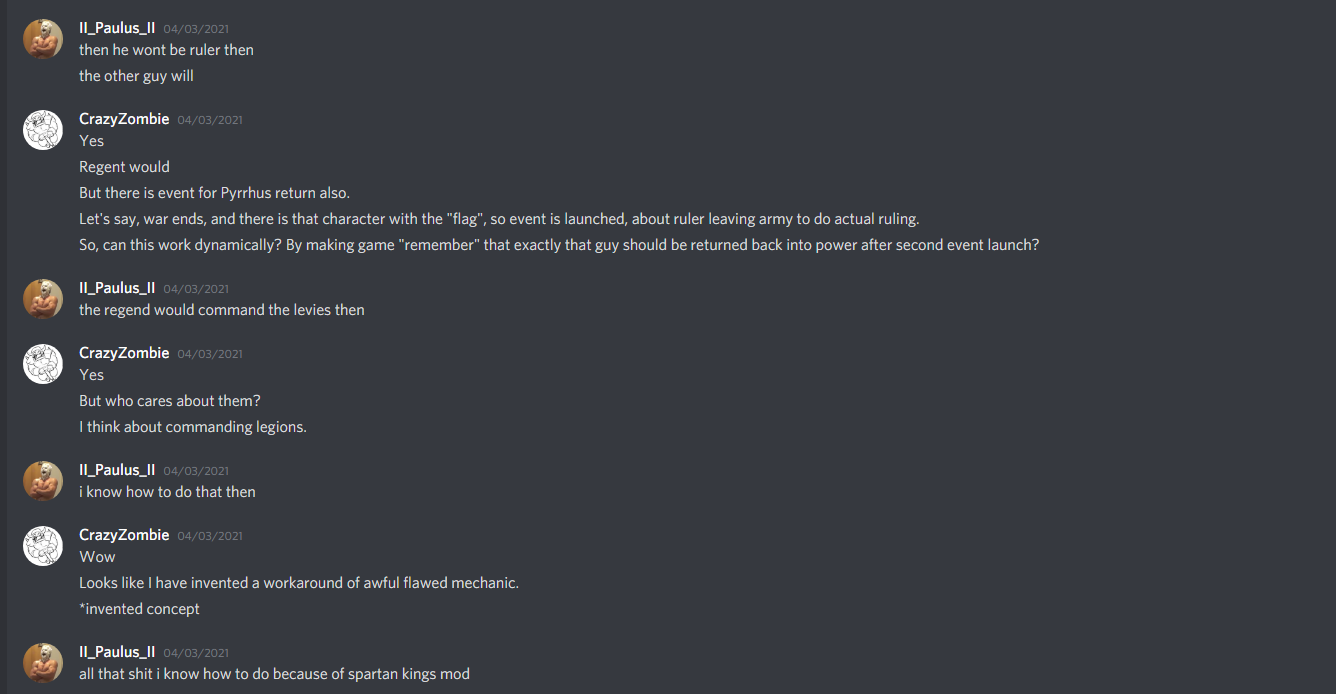 II_Paulus_II 04/03/2021
then he wont be ruler then
the other guy will
CrazyZombie 04/03/2021
Yes
Regent would
But there is event for Pyrrhus return also.
Let's say, war ends, and there is that character with the "flag", so event is launched, about ruler leaving army to do actual ruling.
So, can this work dynamically? By making game "remember" that exactly that guy should be returned back into power after second event launch?
II_Paulus_II 04/03/2021
the regend would command the levies then
CrazyZombie 04/03/2021
Yes
But who cares about them?
I think about commanding legions.
II_Paulus_II 04/03/2021
i know how to do that then
CrazyZombie 04/03/2021
Wow
Looks like I have invented a workaround of awful flawed mechanic.
*invented concept
II_Paulus_II 04/03/2021
all that shit i know how to do because of spartan kings mod